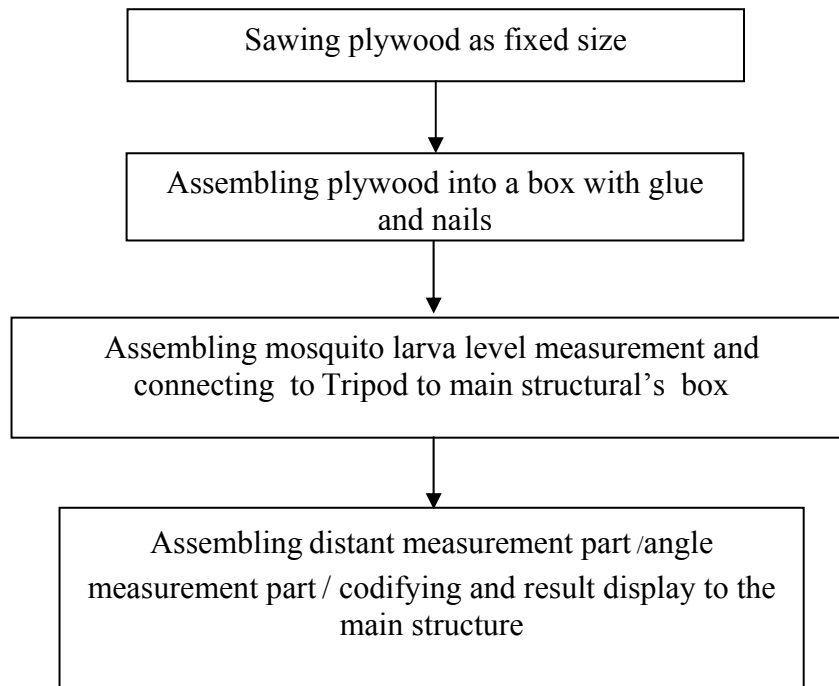 Sawing plywood as fixed size
Assembling plywood into a box with glue
and nails
Assembling mosquito larva level measurement and
connecting to Tripod to main structural's box
Assembling distant measurement part /angle
measurement part / codifying and result display to the
main structure